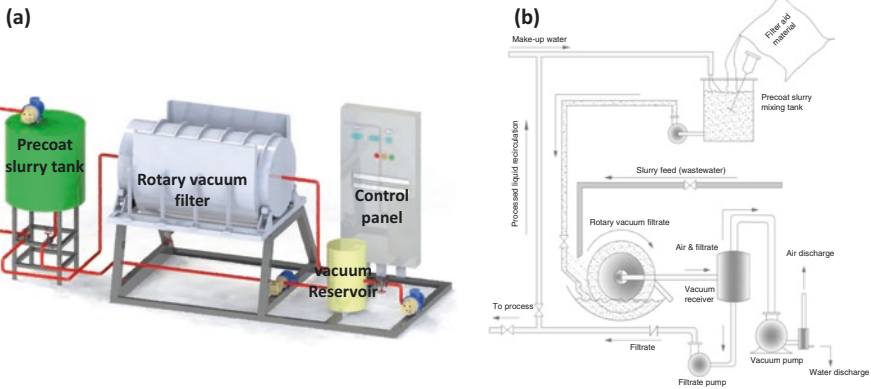 (a)
Precoat
slurry tank
Rotary vacuum
filter
Control
panel
vacuum
Reservoir
(b)
Make-up water
Filter aid
material
Precoat slurry
mixing tank
Processed liquid recirculation
Slurry feed (wastewater)
Rotary vacuum filtrate
Air & filtrate
Air discharge
Vacuum
receiver
To process
Filtrate
Filtrate pump
Vacuum pump
Water discharge